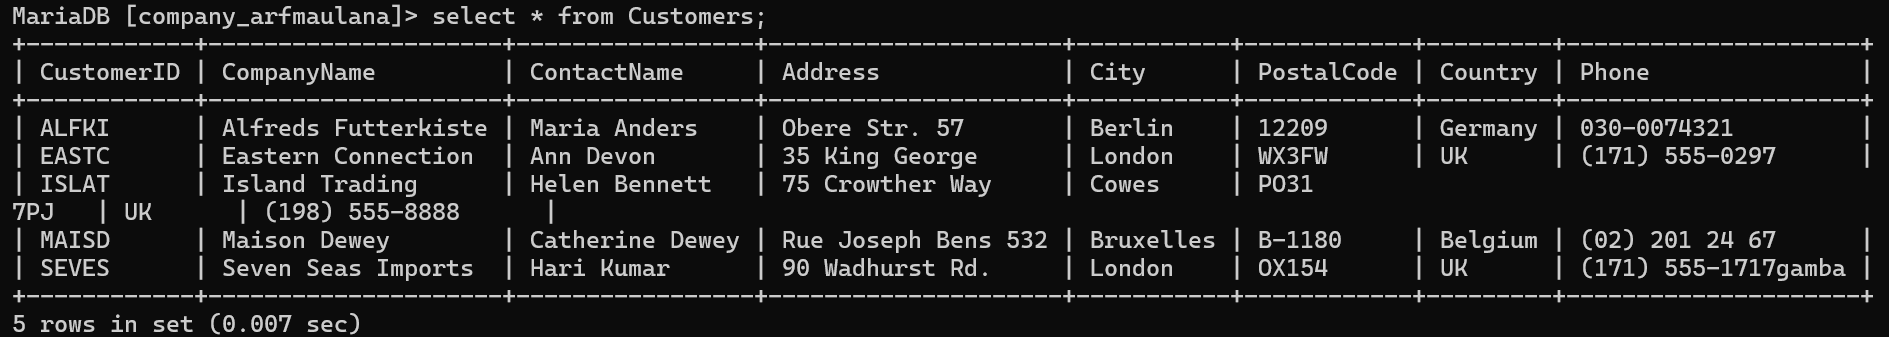 MariaDB [company_arfmaulana]> select * from Customers;
+------------+---------------------+-----------------+---------------------+-----------+------------+---------+---------------------+
| CustomerID | CompanyName         | ContactName     | Address             | City      | PostalCode | Country | Phone               |
+------------+---------------------+-----------------+---------------------+-----------+------------+---------+---------------------+
| ALFKI      | Alfreds Futterkiste | Maria Anders    | Obere Str. 57       | Berlin    | 12209      | Germany | 030-0074321         |
| EASTC      | Eastern Connection  | Ann Devon       | 35 King George      | London    | WX3FW      | UK      | (171) 555-0297      |
| ISLAT      | Island Trading      | Helen Bennett   | 75 Crowther Way     | Cowes     | PO31
7PJ   | UK      | (198) 555-8888      |
| MAISD      | Maison Dewey        | Catherine Dewey | Rue Joseph Bens 532 | Bruxelles | B-1180     | Belgium | (02) 201 24 67      |
| SEVES      | Seven Seas Imports  | Hari Kumar      | 90 Wadhurst Rd.     | London    | OX154      | UK      | (171) 555-1717gamba |
+------------+---------------------+-----------------+---------------------+-----------+------------+---------+---------------------+
5 rows in set (0.007 sec)